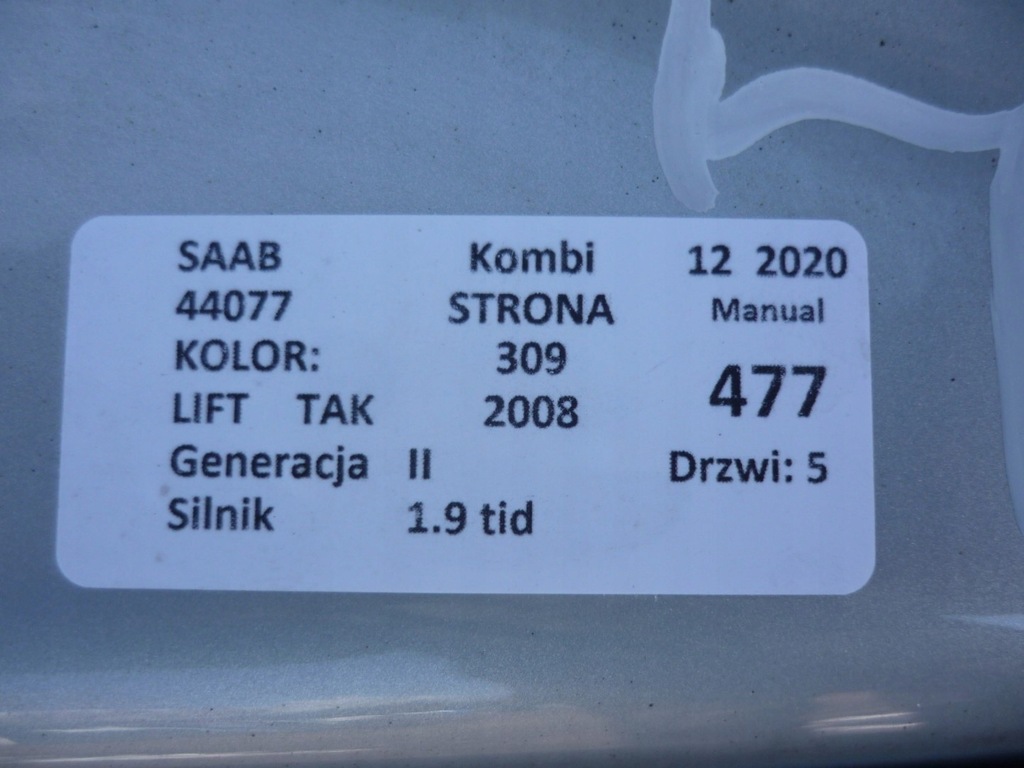 SAAB Kombi 12 2020
44077 STRONA Manual
KOLOR: 309 477
LIFT TAK 2008
Generacja II Drzwi: 5
Silnik 1.9 tid